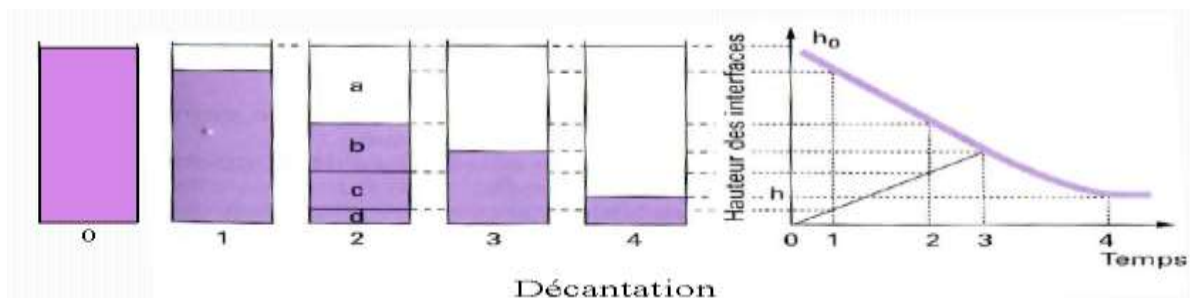 0
1
a
b
c
d
2
3
4
Hauteur des interfaces
h₀
h
0 1 2 3 4
Temps
Décantation